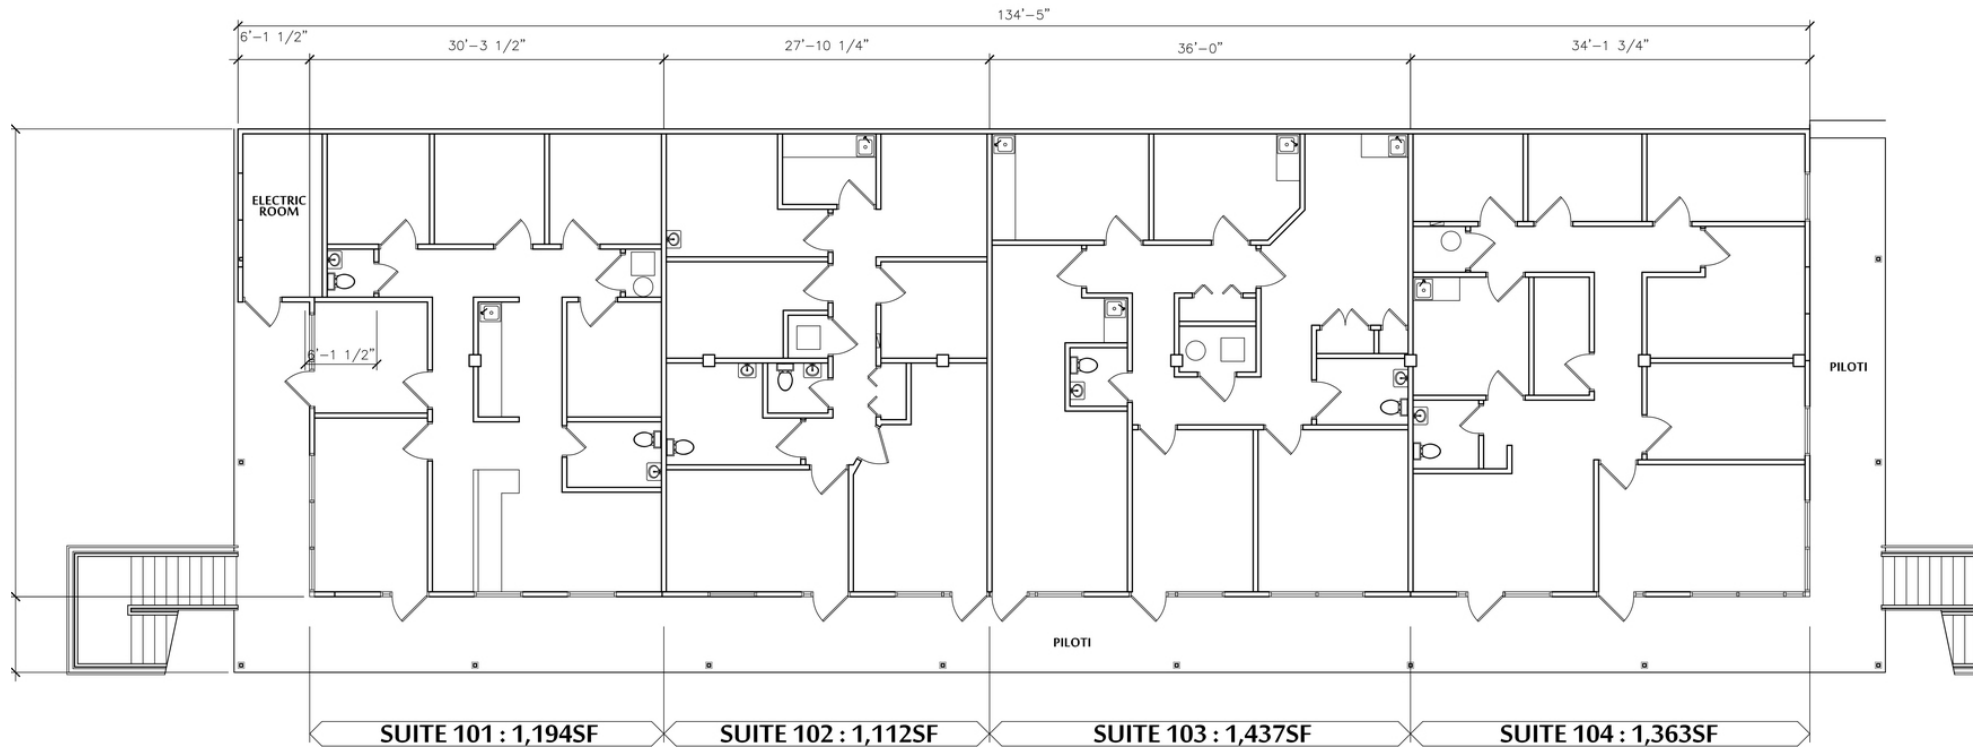 134'-5"
6'-1 1/2"
30'-3 1/2"
27'-10 1/4"
36'-0"
34'-1 3/4"
ELECTRIC
ROOM
6'-1 1/2"
PILOTI
PILOTI
SUITE 101 : 1,194SF
SUITE 102 : 1,112SF
SUITE 103 : 1,437SF
SUITE 104 : 1,363SF